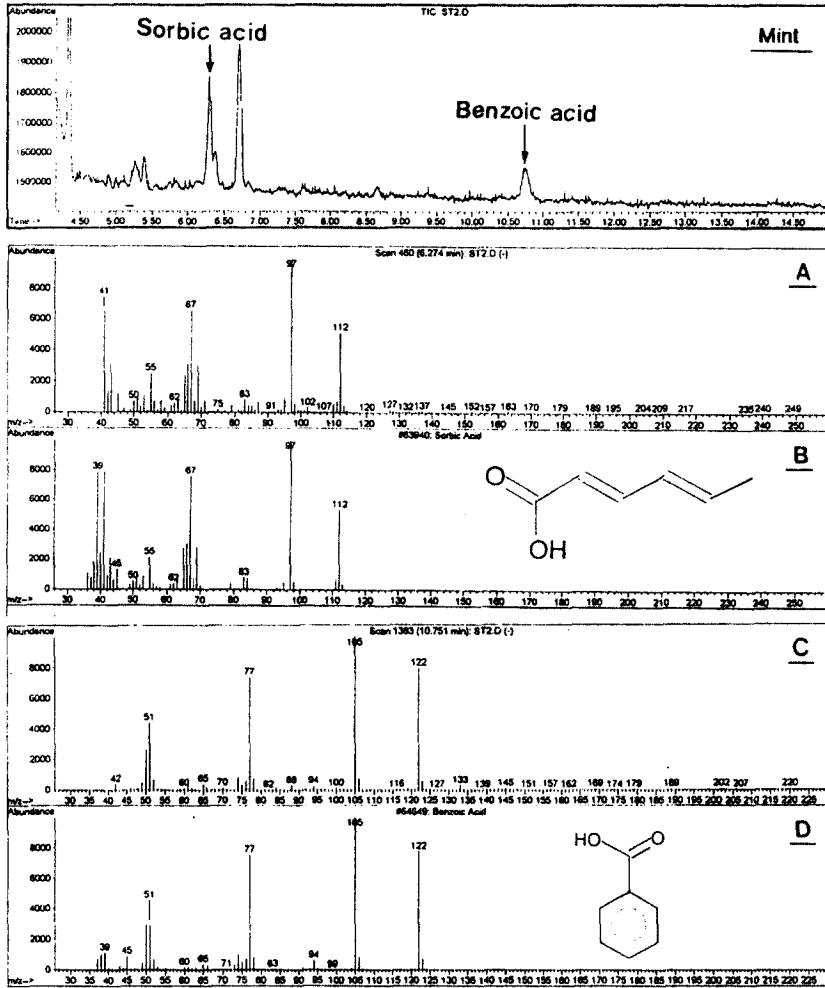 Abundance
TIC ST2.D
2000000
Sorbic acid
Mint
1900000
1800000
1700000
Benzoic acid
1600000
1500000
4.50 5.00 5.50 6.00 6.50 7.00 7.50 8.00 8.50 9.00 9.50 10.00 10.50 11.00 11.50 12.00 12.50 13.00 13.50 14.00 14.50
Abundance
Scan 460 (6.274 min): ST2.D (-)
A
97
8000
41
67
6000
112
4000
55
2000
50 62 75 83 91 102 107 120 127 132 137 145 152 157 163 170 179 189 195 204 209 217 235 240 249
0
m/z--> 30 40 50 60 70 80 90 100 110 120 130 140 150 160 170 180 190 200 210 220 230 240 250
Abundance
#63940: Sorbic Acid
B
97
39
67
8000
6000
112
O
4000
OH
55
2000
45 50 62 83
0
m/z--> 30 40 50 60 70 80 90 100 110 120 130 140 150 160 170 180 190 200 210 220 230 240 250
Abundance
Scan 1383 (10.751 min): ST2.D (-)
C
105
122
8000
77
6000
51
4000
2000
42 60 65 70 82 88 94 100 116 127 133 139 145 151 157 162 169 174 179 189 202 207 220
0
m/z--> 30 35 40 45 50 55 60 65 70 75 80 85 90 95 100 105 110 115 120 125 130 135 140 145 150 155 160 165 170 175 180 185 190 195 200 205 210 215 220 225
Abundance
#64649: Benzoic Acid
D
105
122
HO O
8000
77
6000
51
4000
2000
39 45 60 65 71 83 94 99
0
m/z--> 30 35 40 45 50 55 60 65 70 75 80 85 90 95 100 105 110 115 120 125 130 135 140 145 150 155 160 165 170 175 180 185 190 195 200 205 210 215 220 225